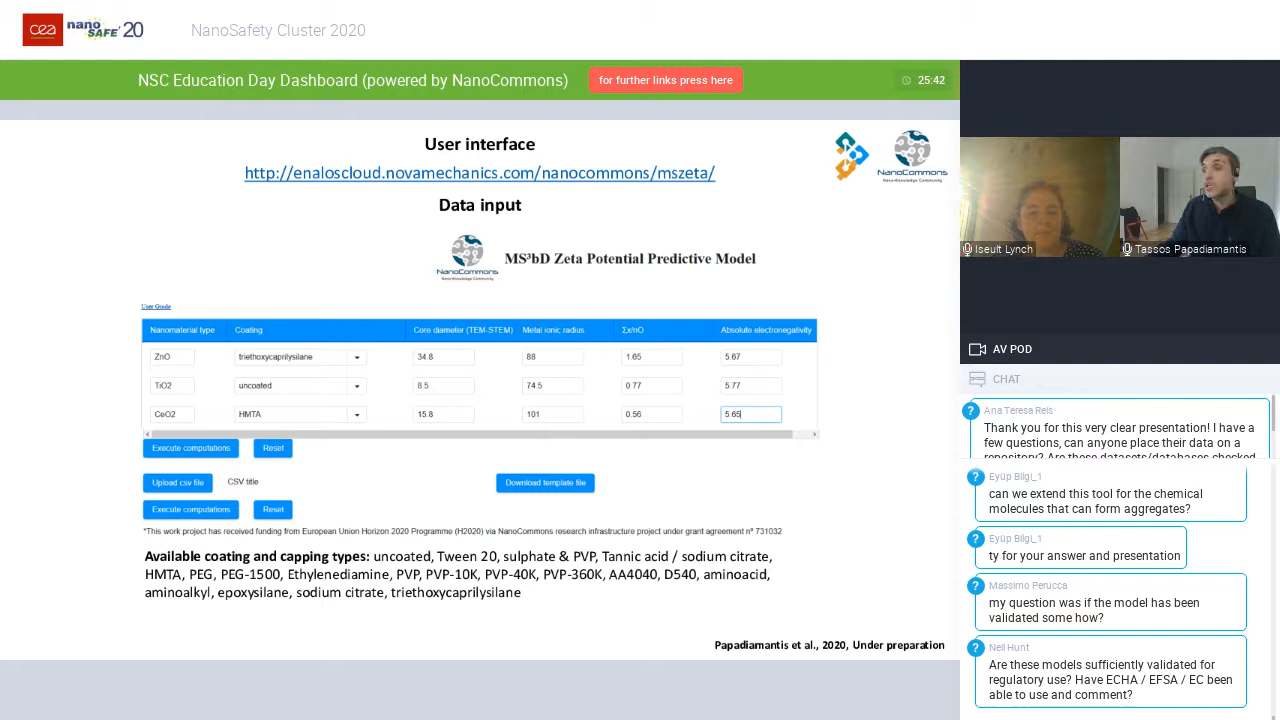 cea nano SAFE' 20
NanoSafety Cluster 2020
NSC Education Day Dashboard (powered by NanoCommons)
for further links press here
25:42
User interface
http://enaloscloud.novamechanics.com/nanocommons/mszeta/
NanoCommons
Data input
NanoCommons
MS³bD Zeta Potential Predictive Model
User Guide
Nanomaterial type Coating Core diameter (TEM-STEM) Metal ionic radius Σx/nO Absolute electronegativity
ZnO triethoxycaprilysilane 34.8 88 1.65 5.67
TiO2 uncoated 8.5 74.5 0.77 5.77
CeO2 HMTA 15.8 101 0.56 5.65
Execute computations Reset
Upload csv file CSV title Download template file
Execute computations Reset
*This work project has received funding from European Union Horizon 2020 Programme (H2020) via NanoCommons research infrastructure project under grant agreement nº 731032
Available coating and capping types: uncoated, Tween 20, sulphate & PVP, Tannic acid / sodium citrate,
HMTA, PEG, PEG-1500, Ethylenediamine, PVP, PVP-10K, PVP-40K, PVP-360K, AA4040, D540, aminoacid,
aminoalkyl, epoxysilane, sodium citrate, triethoxycaprilysilane
Papadiamantis et al., 2020, Under preparation
Iseult Lynch
Tassos Papadiamantis
AV POD
CHAT
Ana Teresa Reis
Thank you for this very clear presentation! I have a
few questions, can anyone place their data on a
repository? Are these datasets/databases checked
Eyüp Bilgi_1
can we extend this tool for the chemical
molecules that can form aggregates?
Eyüp Bilgi_1
ty for your answer and presentation
Massimo Perucca
my question was if the model has been
validated some how?
Neil Hunt
Are these models sufficiently validated for
regulatory use? Have ECHA / EFSA / EC been
able to use and comment?